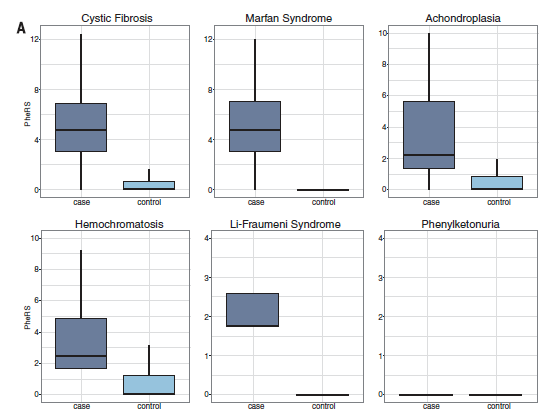 A
Cystic Fibrosis
PheRS
12
8
4
0
case control
Marfan Syndrome
12
8
4
0
case control
Achondroplasia
10
8
6
4
2
0
case control
Hemochromatosis
PheRS
10
8
6
4
2
0
case control
Li-Fraumeni Syndrome
4
3
2
1
0
case control
Phenylketonuria
4
3
2
1
0
case control